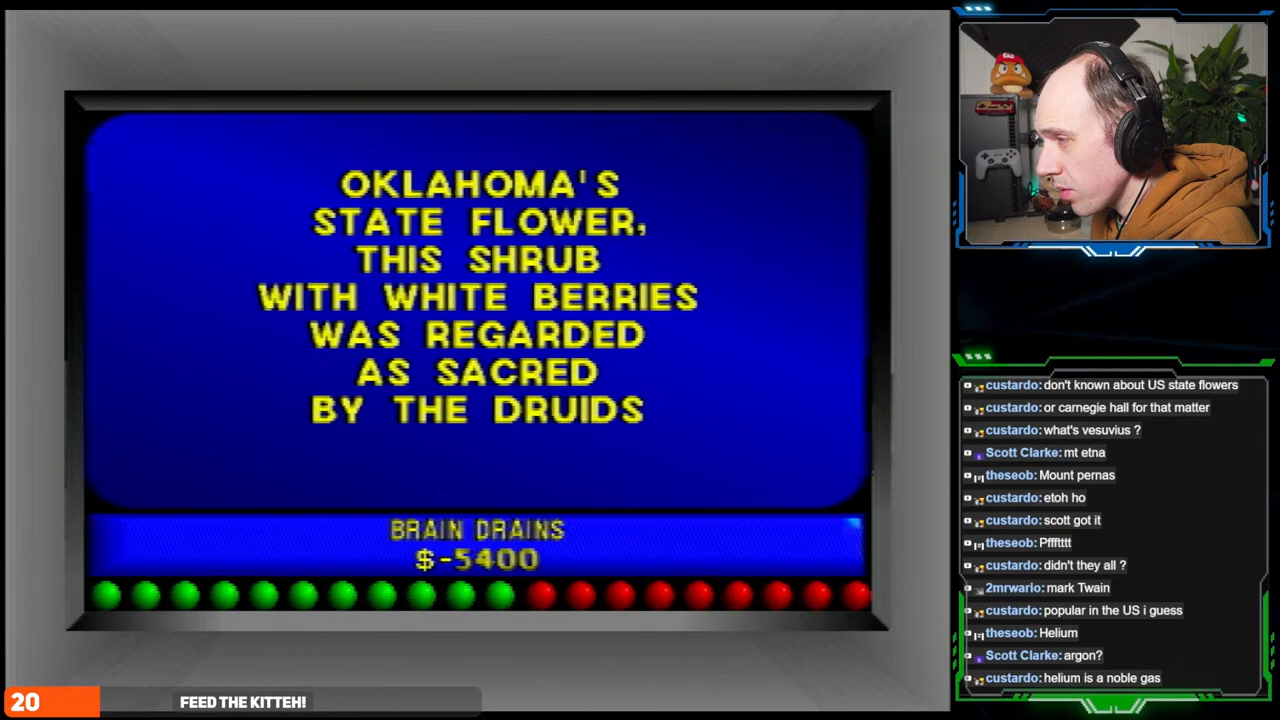 OKLAHOMA'S
STATE FLOWER,
THIS SHRUB
WITH WHITE BERRIES
WAS REGARDED
AS SACRED
BY THE DRUIDS
BRAIN DRAINS
$-5400
20
FEED THE KITTEH!
custardo: don't known about US state flowers
custardo: or carnegie hall for that matter
custardo: what's vesuvius ?
Scott Clarke: mt etna
theseob: Mount pernas
custardo: etoh ho
custardo: scott got it
theseob: Pffftttt
custardo: didn't they all ?
2mrwario: mark Twain
custardo: popular in the US i guess
theseob: Helium
Scott Clarke: argon?
custardo: helium is a noble gas